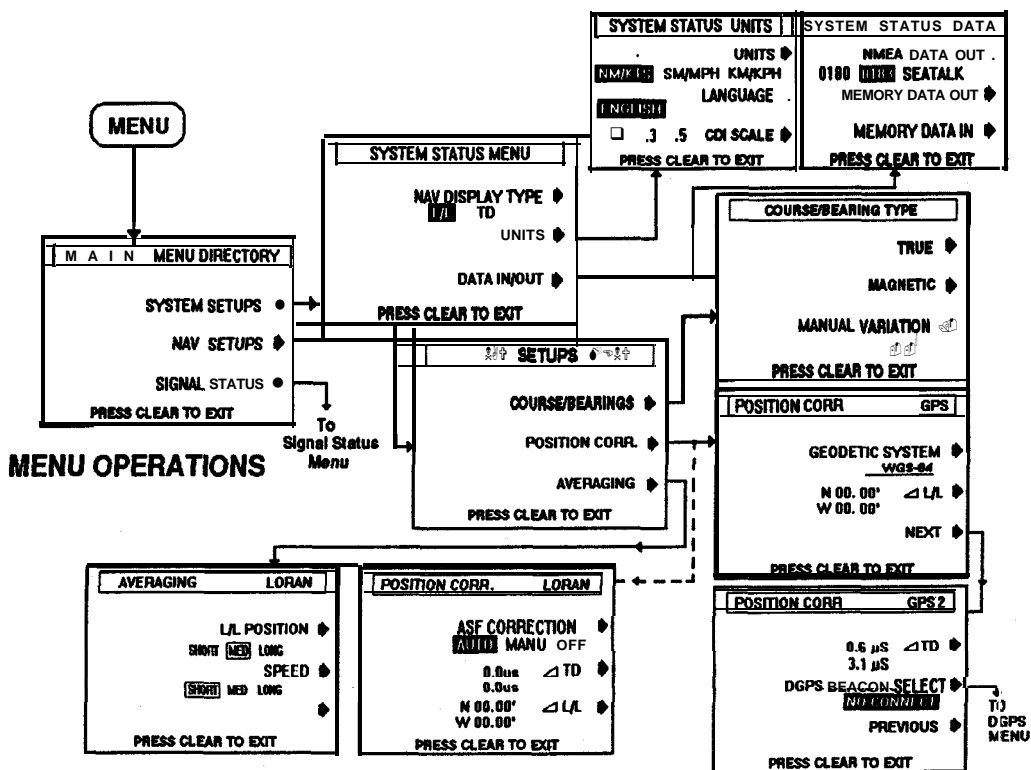 SYSTEM STATUS UNITS
UNITS
NM/KTS SM/MPH KM/KPH
LANGUAGE
ENGLISH
.3 .5 CDI SCALE
PRESS CLEAR TO EXIT
SYSTEM STATUS DATA
NMEA DATA OUT .
0180 SEATALK
MEMORY DATA OUT
MEMORY DATA IN
PRESS CLEAR TO EXIT
MENU
SYSTEM STATUS MENU
NAV DISPLAY TYPE
L/L TD
UNITS
DATA IN/OUT
PRESS CLEAR TO EXIT
COURSE/BEARING TYPE
TRUE
MAGNETIC
MANUAL VARIATION
PRESS CLEAR TO EXIT
MAIN MENU DIRECTORY
SYSTEM SETUPS
NAV SETUPS
SIGNAL STATUS
PRESS CLEAR TO EXIT
To
Signal Status
Menu
MENU OPERATIONS
SETUPS
COURSE/BEARINGS
POSITION CORR.
AVERAGING
PRESS CLEAR TO EXIT
POSITION CORR GPS
GEODETIC SYSTEM
WGS-84
N 00. 00' ⊿ L/L
W 00. 00'
NEXT
PRESS CLEAR TO EXIT
AVERAGING LORAN
L/L POSITION
SHORT MED LONG
SPEED
SHORT MED LONG
PRESS CLEAR TO EXIT
POSITION CORR. LORAN
ASF CORRECTION
AUTO MANU OFF
0.0us ⊿ TD
0.0us
N 00.00' ⊿ L/L
W 00.00'
PRESS CLEAR TO EXIT
POSITION CORR GPS 2
0.6 µS ⊿ TD
3.1 µS
DGPS BEACON SELECT
NO CONNECT
PREVIOUS
PRESS CLEAR TO EXIT
TO
DGPS
MENU